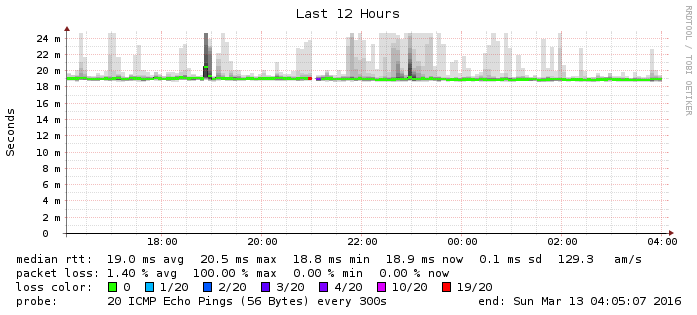 Last 12 Hours
RRDTOOL / TOBI OETIKER
Seconds
24 m
22 m
20 m
18 m
16 m
14 m
12 m
10 m
8 m
6 m
4 m
2 m
0
18:00 20:00 22:00 00:00 02:00 04:00
median rtt: 19.0 ms avg 20.5 ms max 18.8 ms min 18.9 ms now 0.1 ms sd 129.3 am/s
packet loss: 1.40 % avg 100.00 % max 0.00 % min 0.00 % now
loss color: 0 1/20 2/20 3/20 4/20 10/20 19/20
probe: 20 ICMP Echo Pings (56 Bytes) every 300s end: Sun Mar 13 04:05:07 2016